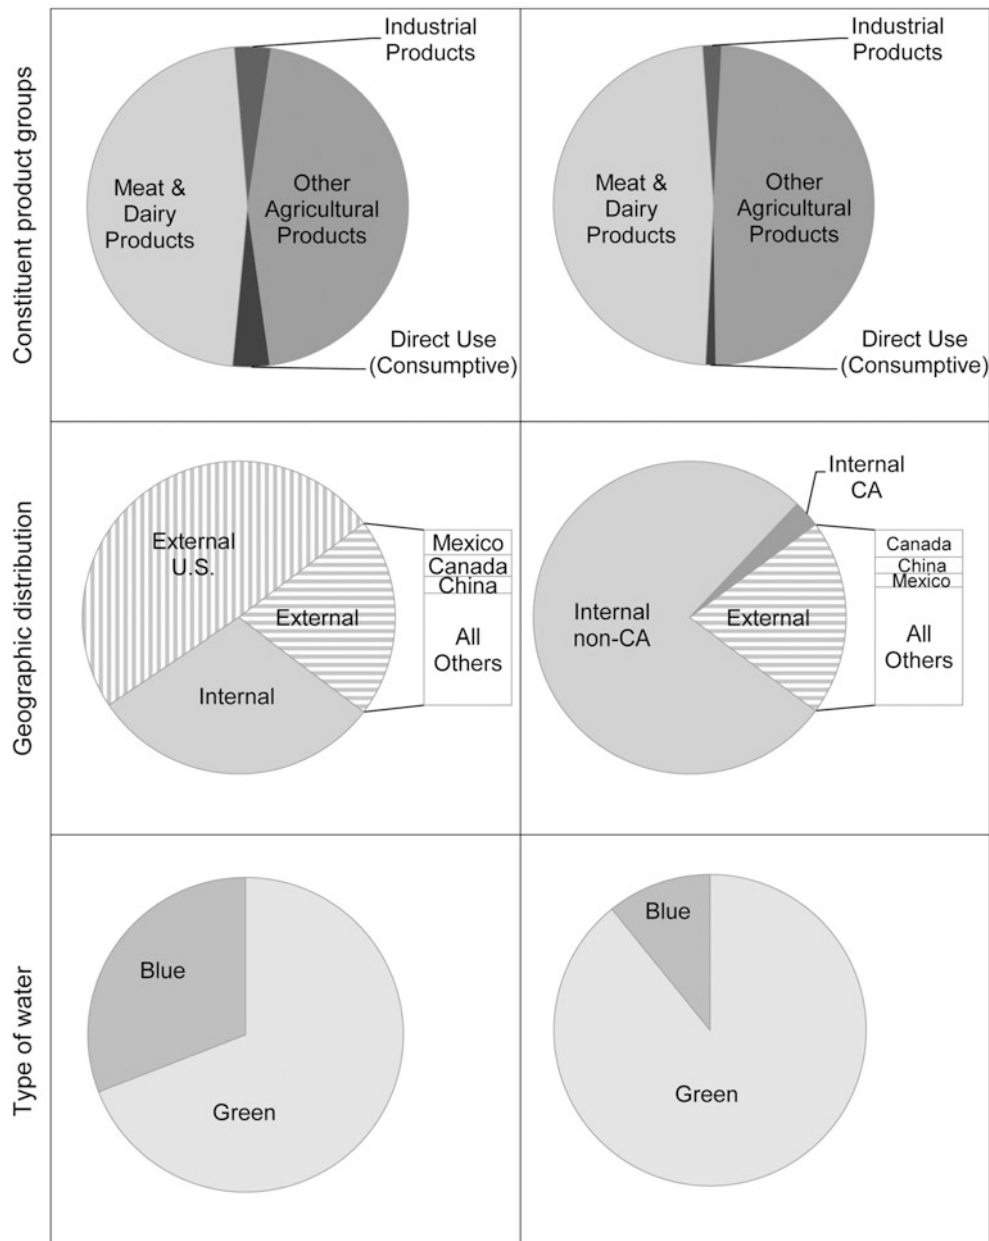 Constituent product groups
Industrial
Products
Meat &
Dairy
Products
Other
Agricultural
Products
Direct Use
(Consumptive)
Industrial
Products
Meat &
Dairy
Products
Other
Agricultural
Products
Direct Use
(Consumptive)
Geographic distribution
External
U.S.
External
Internal
Mexico
Canada
China
All
Others
Internal
CA
Internal
non-CA
External
Canada
China
Mexico
All
Others
Type of water
Blue
Green
Blue
Green